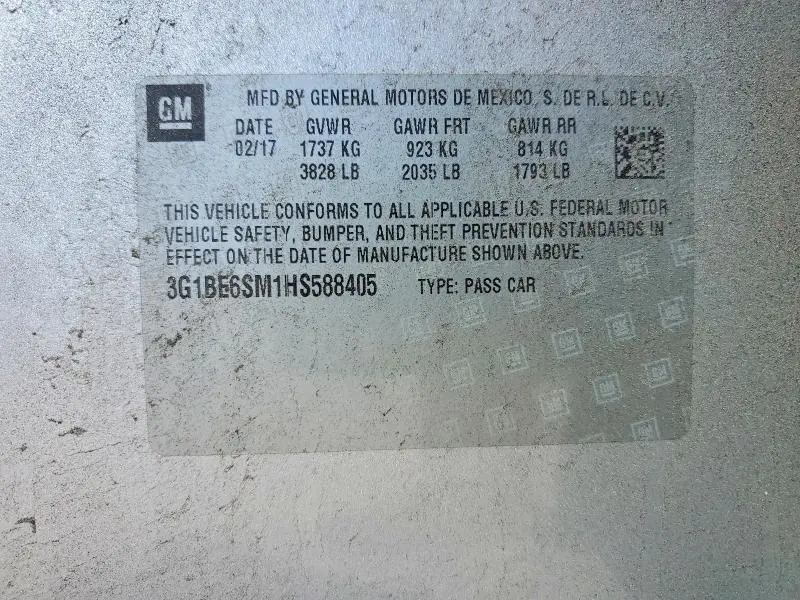 GM
MFD BY GENERAL MOTORS DE MEXICO, S. DE R.L. DE C.V.
DATE GVWR GAWR FRT GAWR RR
02/17 1737 KG 923 KG 814 KG
3828 LB 2035 LB 1793 LB
THIS VEHICLE CONFORMS TO ALL APPLICABLE U.S. FEDERAL MOTOR
VEHICLE SAFETY, BUMPER, AND THEFT PREVENTION STANDARDS IN
EFFECT ON THE DATE OF MANUFACTURE SHOWN ABOVE.
3G1BE6SM1HS588405 TYPE: PASS CAR